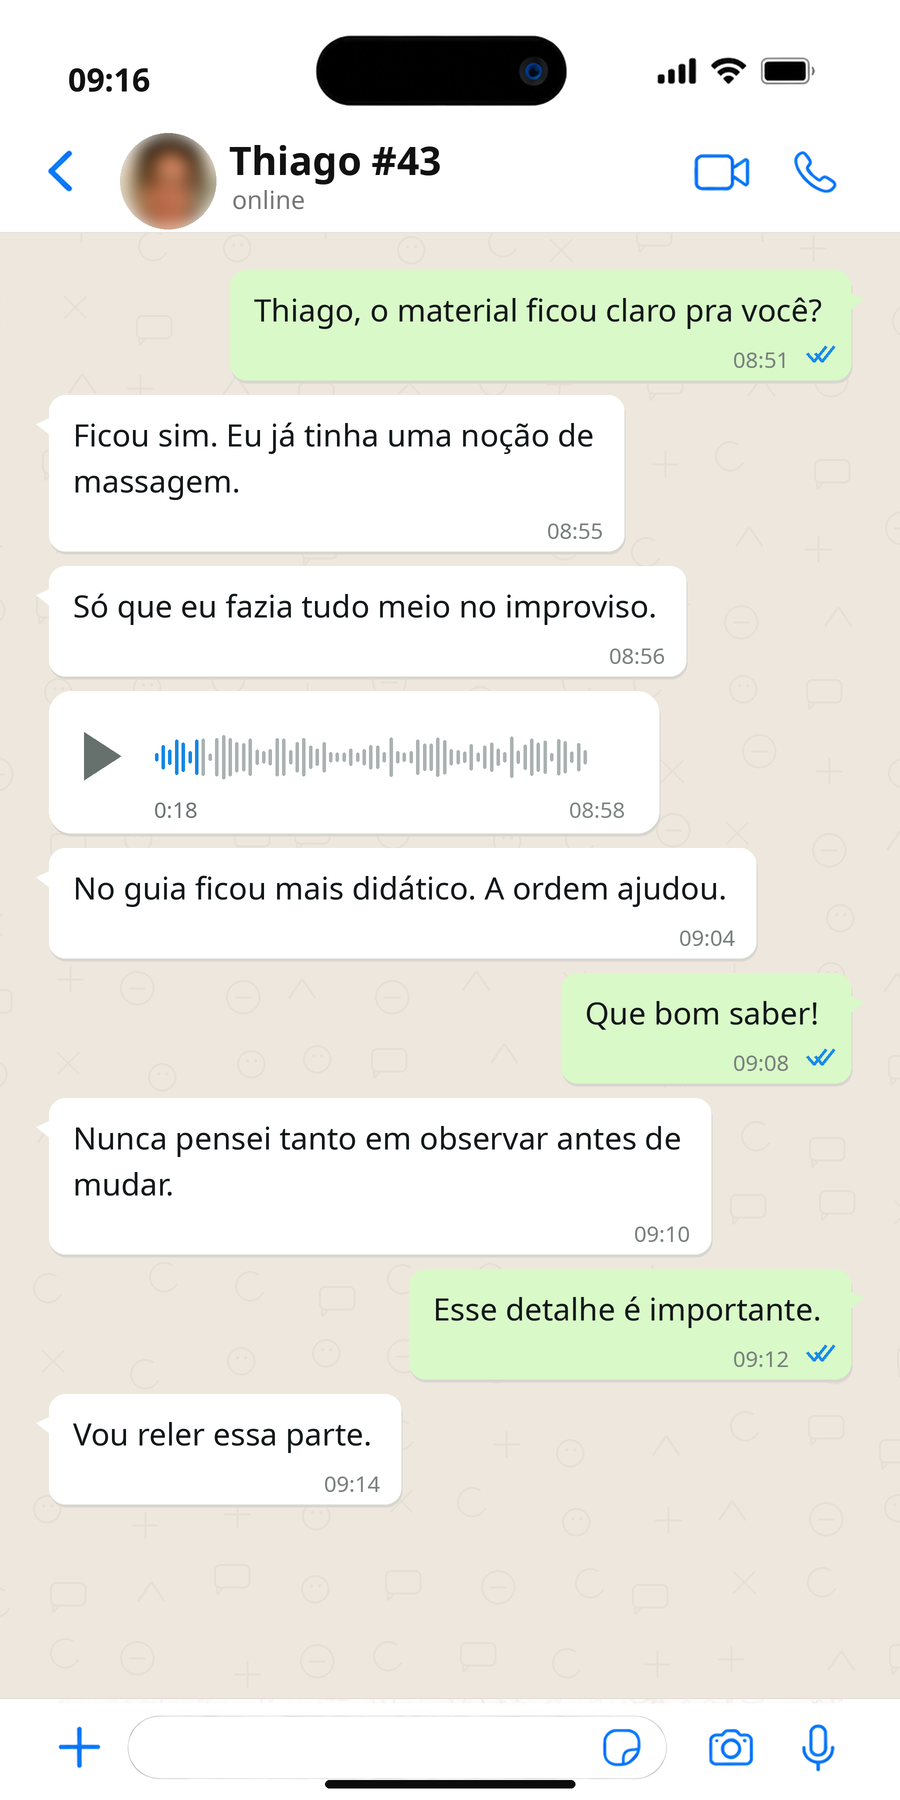 09:16
Thiago #43
online
Thiago, o material ficou claro pra você?
08:51
Ficou sim. Eu já tinha uma noção de
massagem.
08:55
Só que eu fazia tudo meio no improviso.
08:56
0:18
08:58
No guia ficou mais didático. A ordem ajudou.
09:04
Que bom saber!
09:08
Nunca pensei tanto em observar antes de
mudar.
09:10
Esse detalhe é importante.
09:12
Vou reler essa parte.
09:14